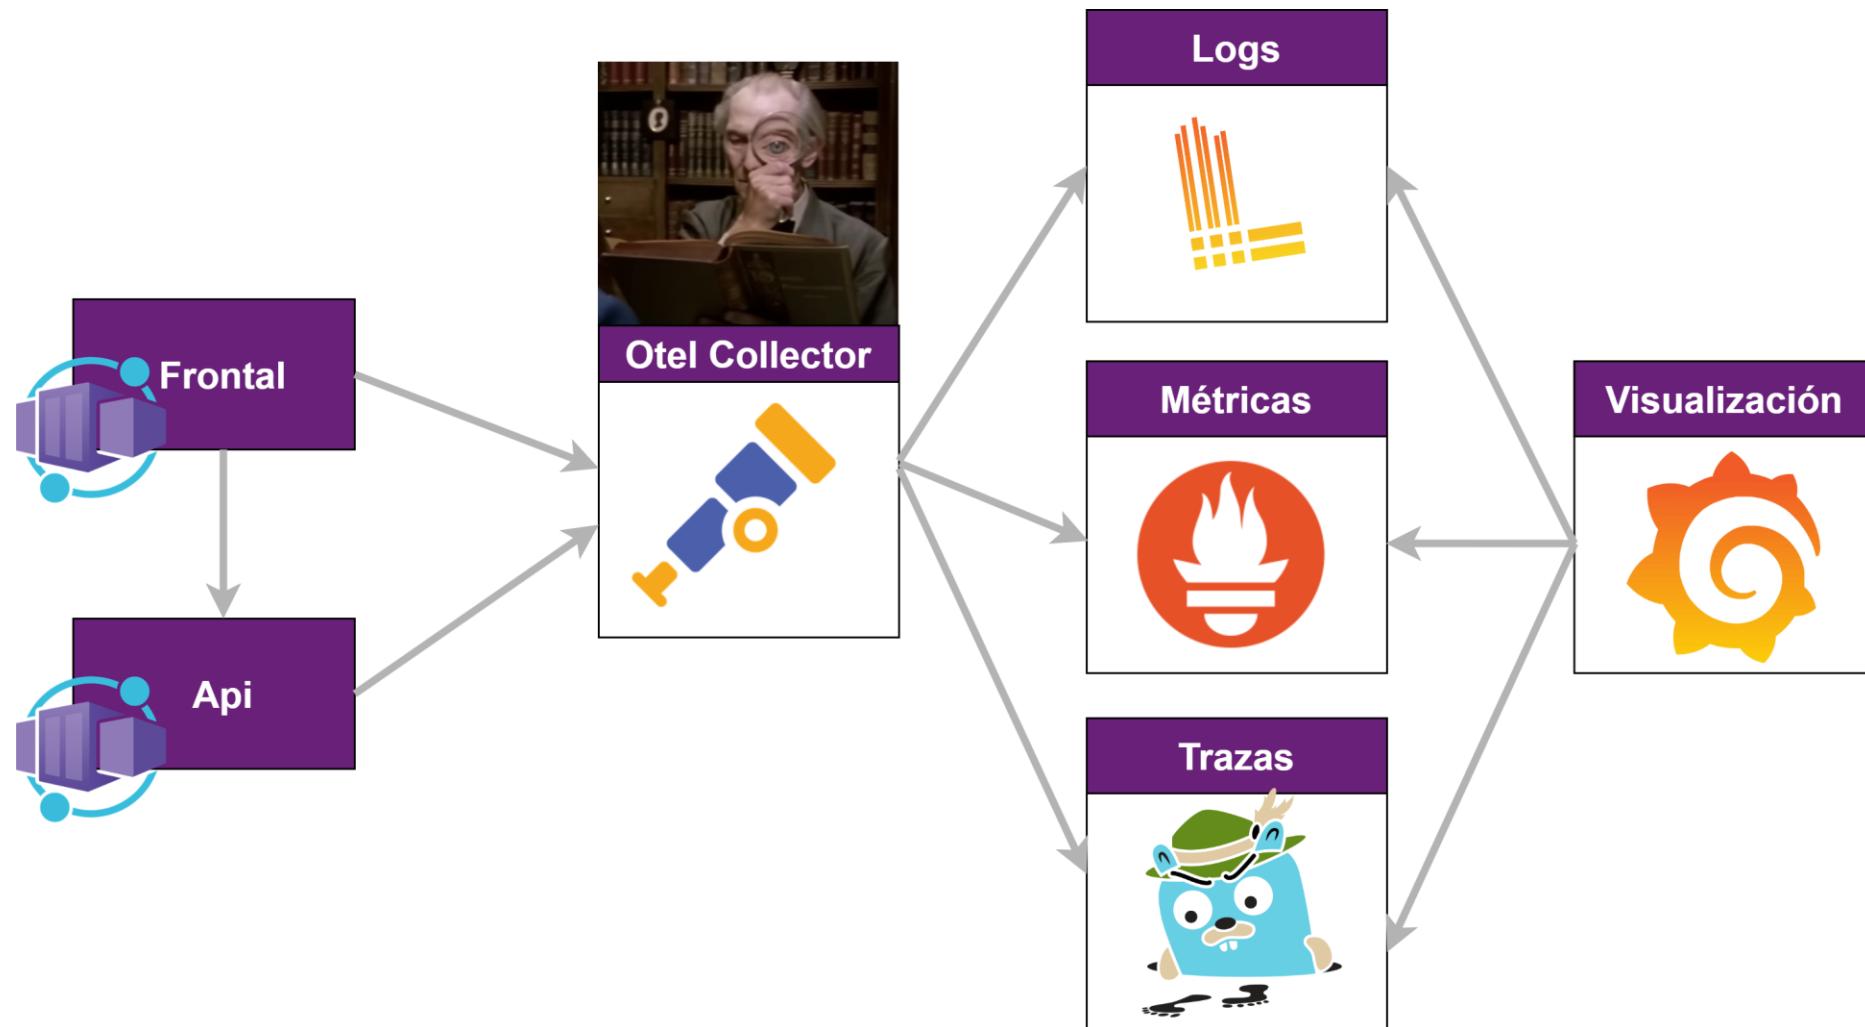 Logs
Otel Collector
Frontal
Métricas
Visualización
Api
Trazas